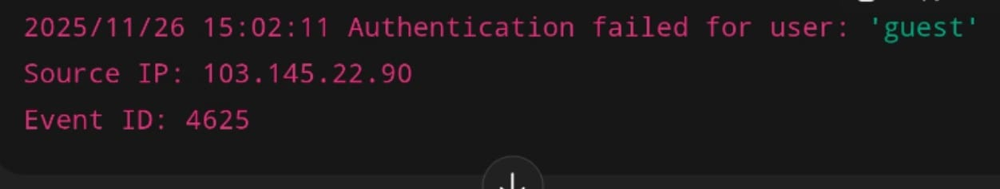 2025/11/26 15:02:11 Authentication failed for user: 'guest'
Source IP: 103.145.22.90
Event ID: 4625